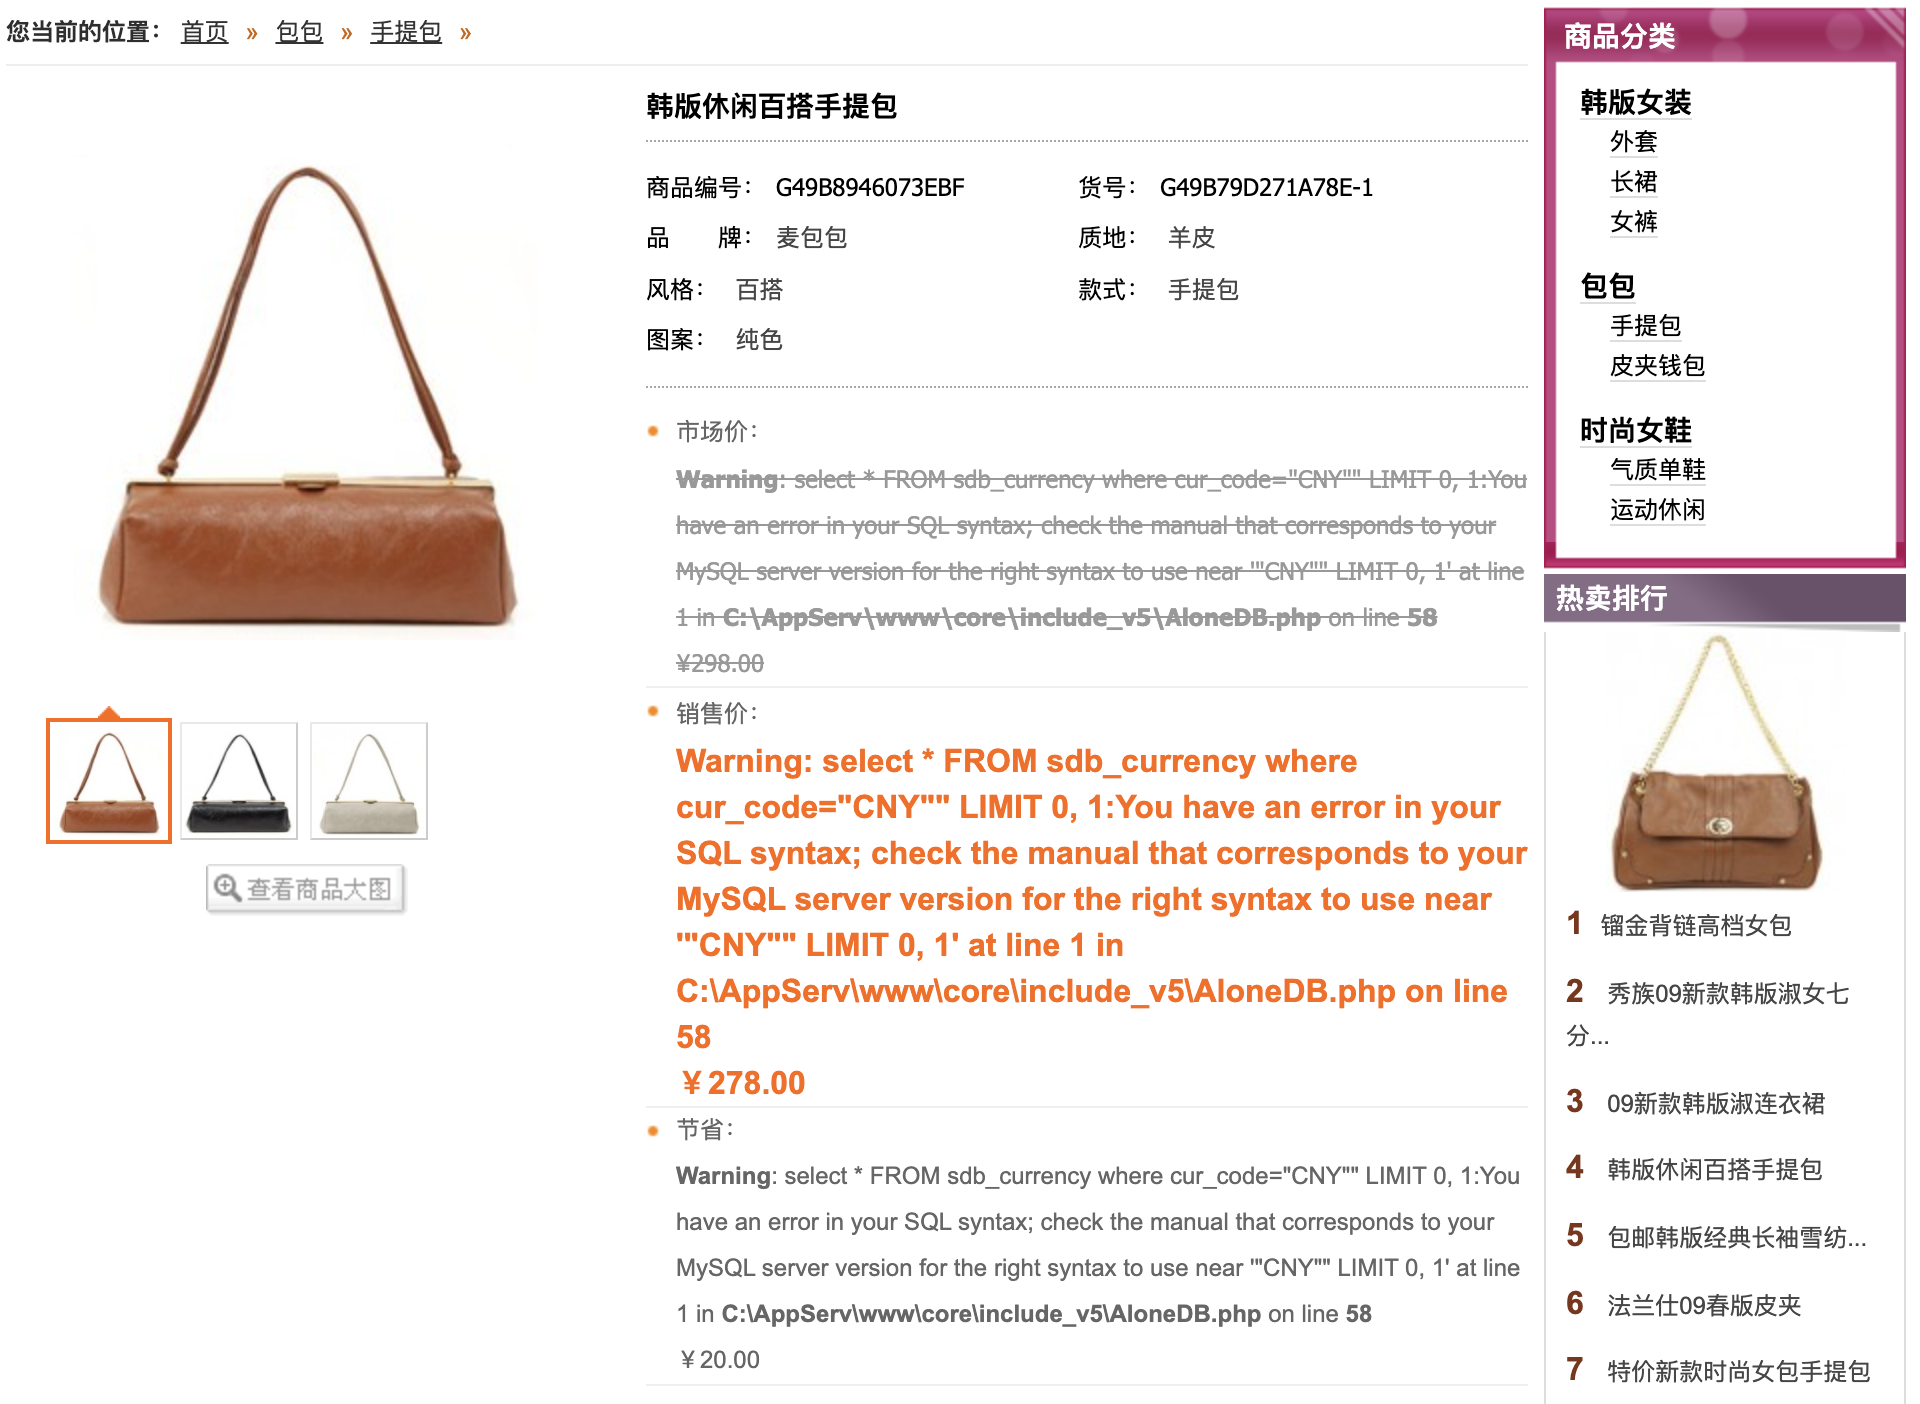 您当前的位置： 首页 » 包包 » 手提包 »
韩版休闲百搭手提包
商品编号： G49B8946073EBF 货号： G49B79D271A78E-1
品 牌： 麦包包 质地： 羊皮
风格： 百搭 款式： 手提包
图案： 纯色
市场价：
Warning: select * FROM sdb_currency where cur_code="CNY"" LIMIT 0, 1:You
have an error in your SQL syntax; check the manual that corresponds to your
MySQL server version for the right syntax to use near '"CNY"" LIMIT 0, 1' at line
1 in C:\AppServ\www\core\include_v5\AloneDB.php on line 58
¥298.00
销售价：
Warning: select * FROM sdb_currency where
cur_code="CNY"" LIMIT 0, 1:You have an error in your
SQL syntax; check the manual that corresponds to your
MySQL server version for the right syntax to use near
'"CNY"" LIMIT 0, 1' at line 1 in
C:\AppServ\www\core\include_v5\AloneDB.php on line
58
￥278.00
节省：
Warning: select * FROM sdb_currency where cur_code="CNY"" LIMIT 0, 1:You
have an error in your SQL syntax; check the manual that corresponds to your
MySQL server version for the right syntax to use near '"CNY"" LIMIT 0, 1' at line
1 in C:\AppServ\www\core\include_v5\AloneDB.php on line 58
￥20.00
查看商品大图
商品分类
韩版女装
外套
长裙
女裤
包包
手提包
皮夹钱包
时尚女鞋
气质单鞋
运动休闲
热卖排行
1 镏金背链高档女包
2 秀族09新款韩版淑女七
分...
3 09新款韩版淑连衣裙
4 韩版休闲百搭手提包
5 包邮韩版经典长袖雪纺...
6 法兰仕09春版皮夹
7 特价新款时尚女包手提包